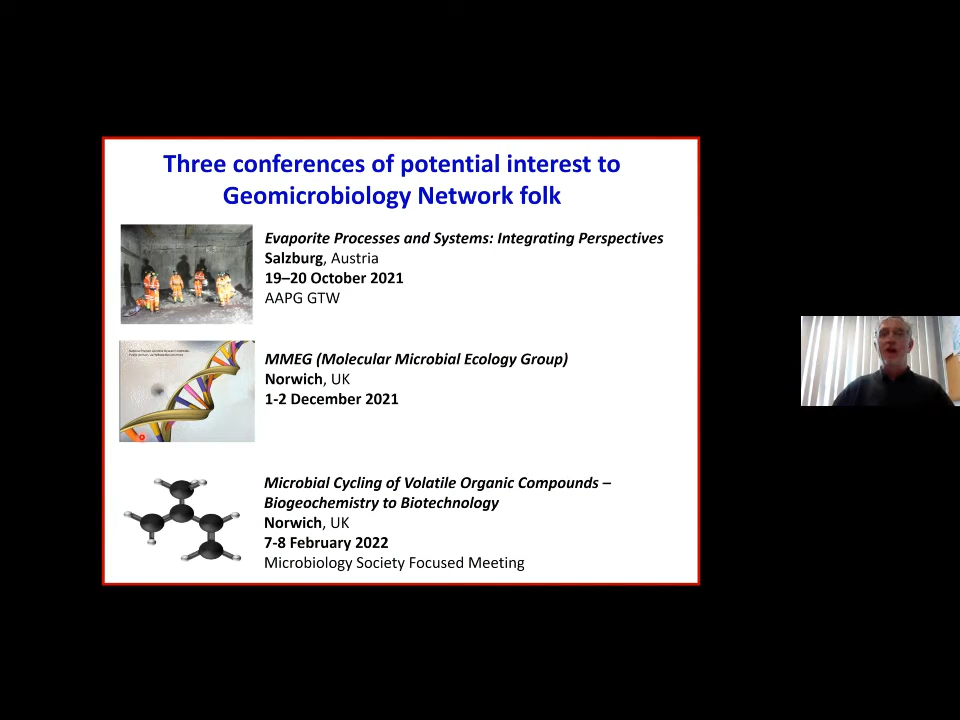 Three conferences of potential interest to
Geomicrobiology Network folk
Evaporite Processes and Systems: Integrating Perspectives
Salzburg, Austria
19–20 October 2021
AAPG GTW
MMEG (Molecular Microbial Ecology Group)
Norwich, UK
1-2 December 2021
Microbial Cycling of Volatile Organic Compounds –
Biogeochemistry to Biotechnology
Norwich, UK
7-8 February 2022
Microbiology Society Focused Meeting